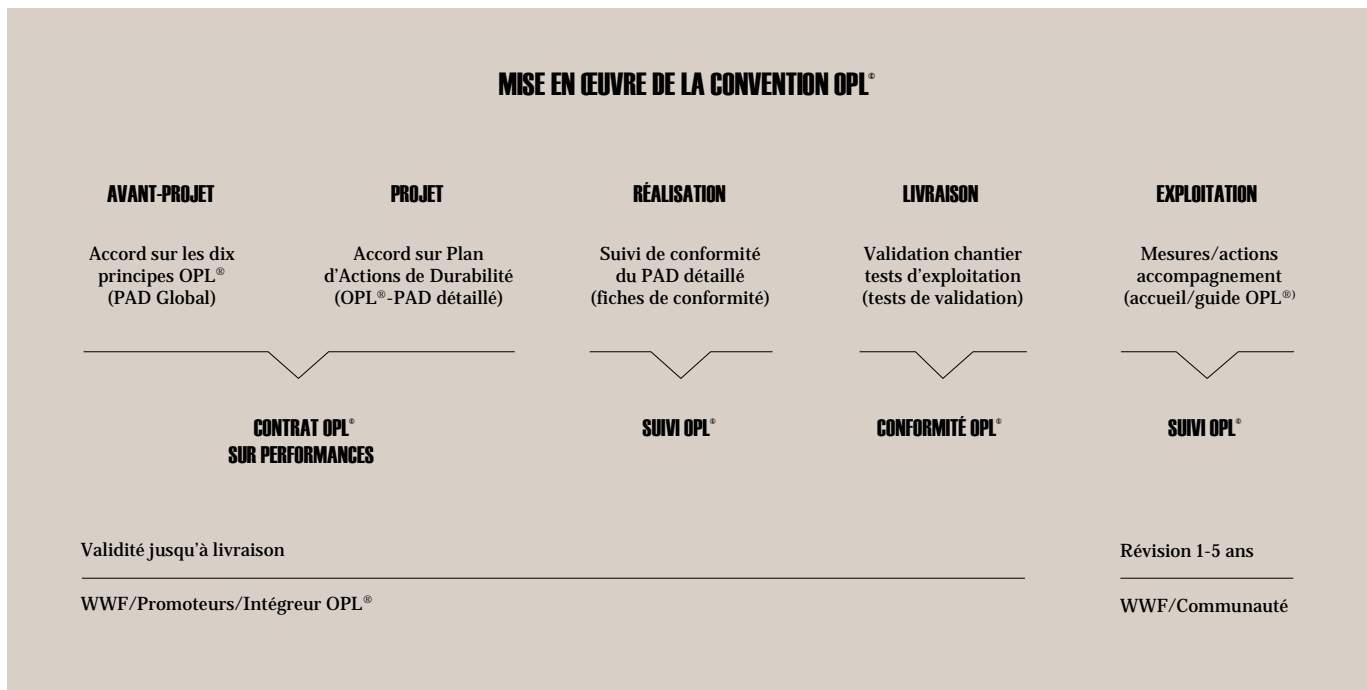 MISE EN ŒUVRE DE LA CONVENTION OPL®
AVANT-PROJET
Accord sur les dix
principes OPL®
(PAD Global)
PROJET
Accord sur Plan
d'Actions de Durabilité
(OPL®-PAD détaillé)
RÉALISATION
Suivi de conformité
du PAD détaillé
(fiches de conformité)
LIVRAISON
Validation chantier
tests d'exploitation
(tests de validation)
EXPLOITATION
Mesures/actions
accompagnement
(accueil/guide OPL®)
CONTRAT OPL®
SUR PERFORMANCES
SUIVI OPL®
CONFORMITÉ OPL®
SUIVI OPL®
Validité jusqu'à livraison
WWF/Promoteurs/Intégreur OPL®
Révision 1-5 ans
WWF/Communauté